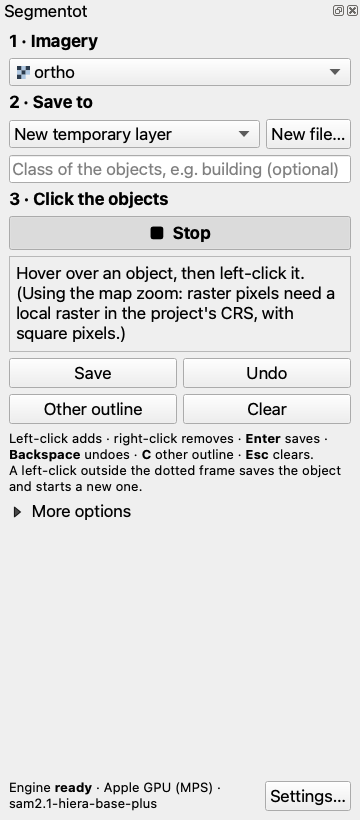 Segmentot
1 · Imagery
ortho
2 · Save to
New temporary layer
New file...
Class of the objects, e.g. building (optional)
3 · Click the objects
Stop
Hover over an object, then left-click it.
(Using the map zoom: raster pixels need a
local raster in the project's CRS, with
square pixels.)
Save
Undo
Other outline
Clear
Left-click adds · right-click removes · Enter saves ·
Backspace undoes · C other outline · Esc clears.
A left-click outside the dotted frame saves the object
and starts a new one.
More options
Engine ready · Apple GPU (MPS) ·
sam2.1-hiera-base-plus
Settings...